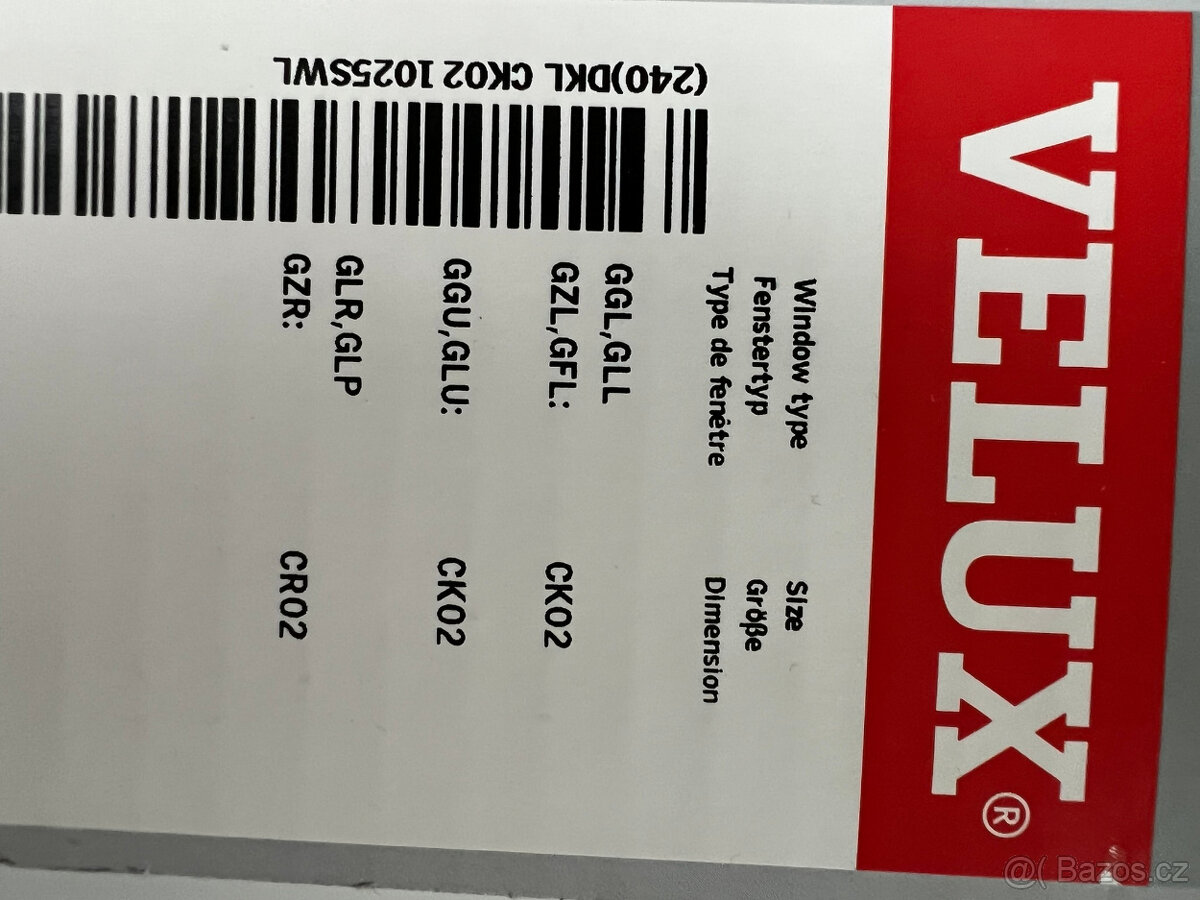 VELUX®
Window type
Fenstertyp
Type de fenêtre
Size
Größe
Dimension
GGL,GLL
GZL,GFL:
CK02
GGU,GLU:
CK02
GLR,GLP
GZR:
CR02
(240)DKL CK02 1025SWL
@( Bazos.cz